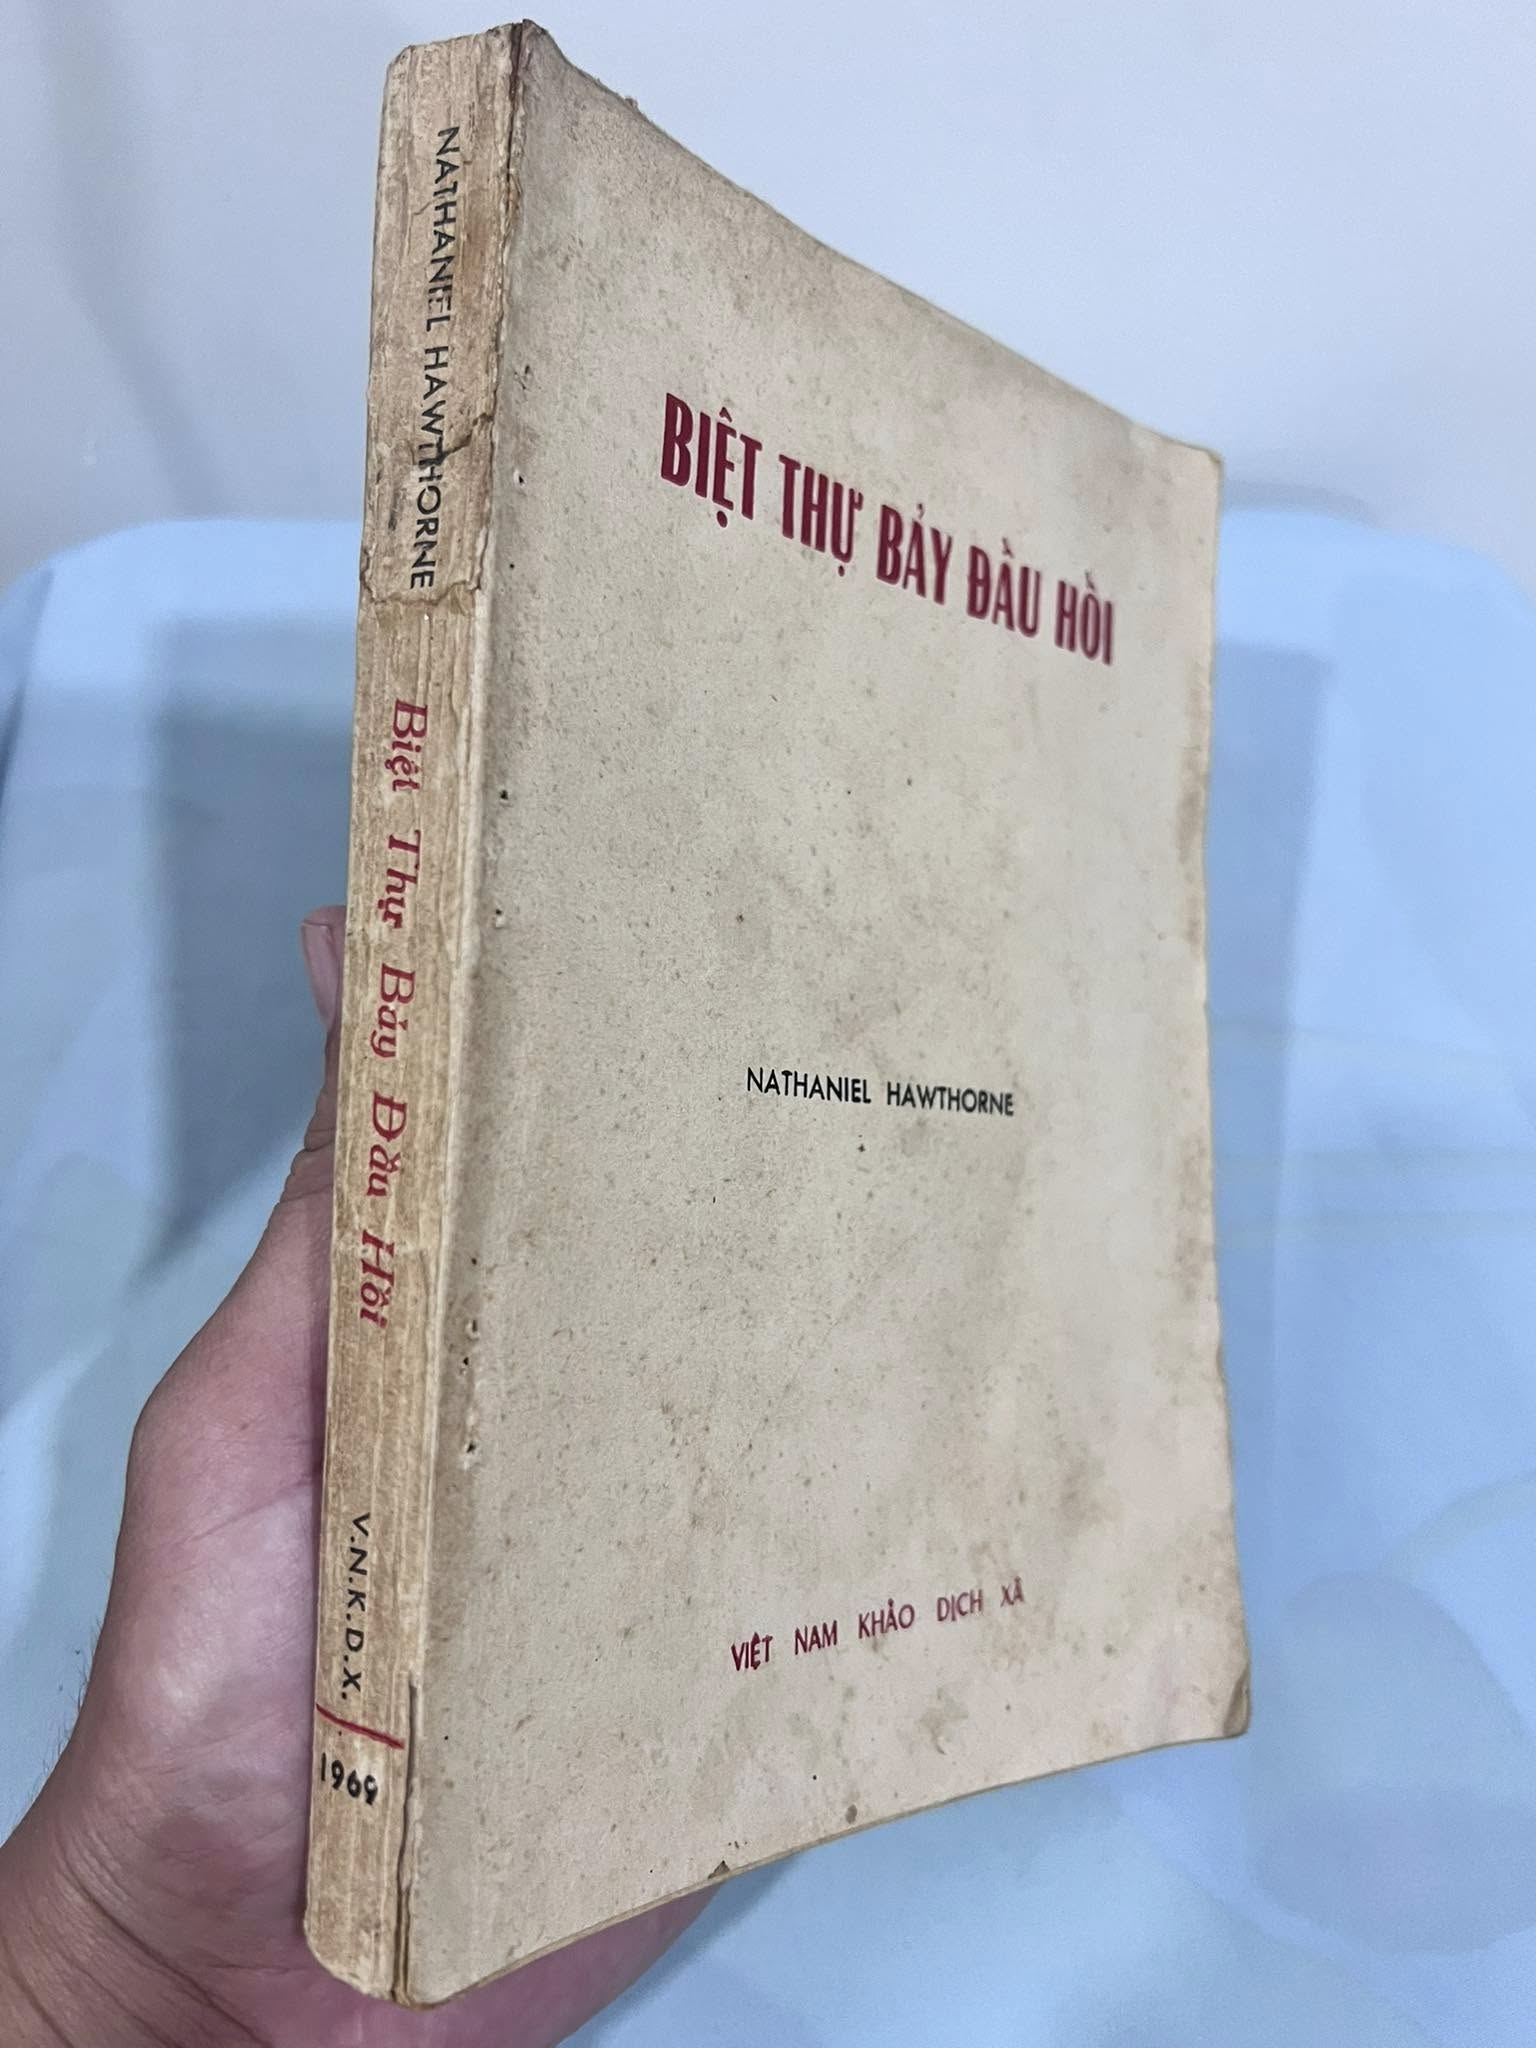 NATHANIEL HAWTHORNE
Biệt Thự Bảy Đầu Hồi
V.N.K.D.X.
1969
BIỆT THỰ BẢY ĐẦU HỒI
NATHANIEL HAWTHORNE
VIỆT NAM KHẢO DỊCH XÃ